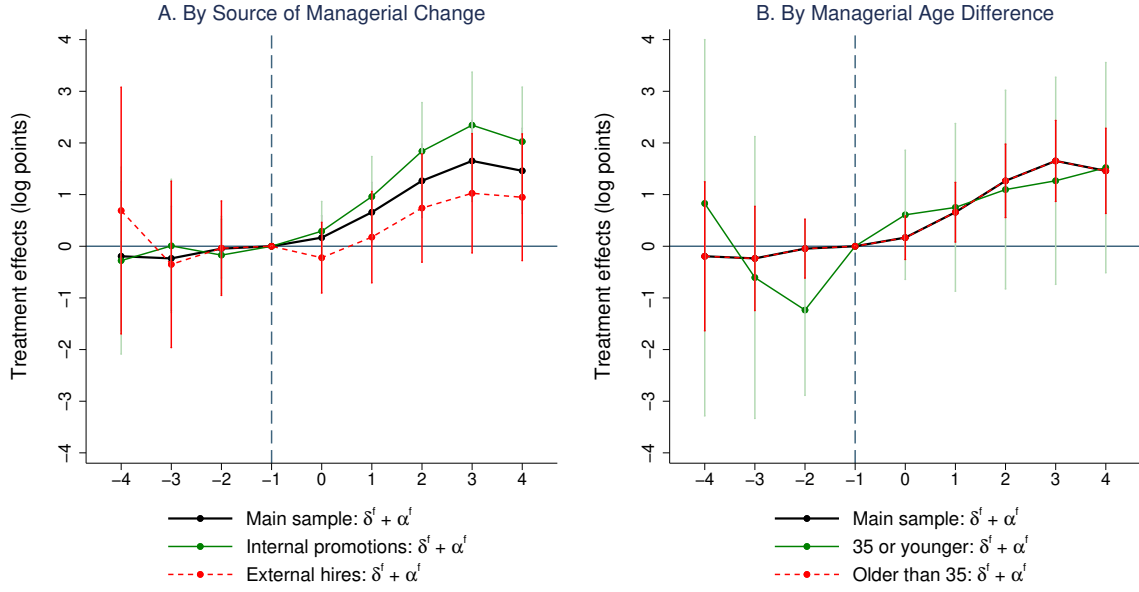 A. By Source of Managerial Change
Treatment effects (log points)
4
3
2
1
0
−1
−2
−3
−4
−4 −3 −2 −1 0 1 2 3 4
Main sample: δᶠ + αᶠ
Internal promotions: δᶠ + αᶠ
External hires: δᶠ + αᶠ
B. By Managerial Age Difference
Treatment effects (log points)
4
3
2
1
0
−1
−2
−3
−4
−4 −3 −2 −1 0 1 2 3 4
Main sample: δᶠ + αᶠ
35 or younger: δᶠ + αᶠ
Older than 35: δᶠ + αᶠ